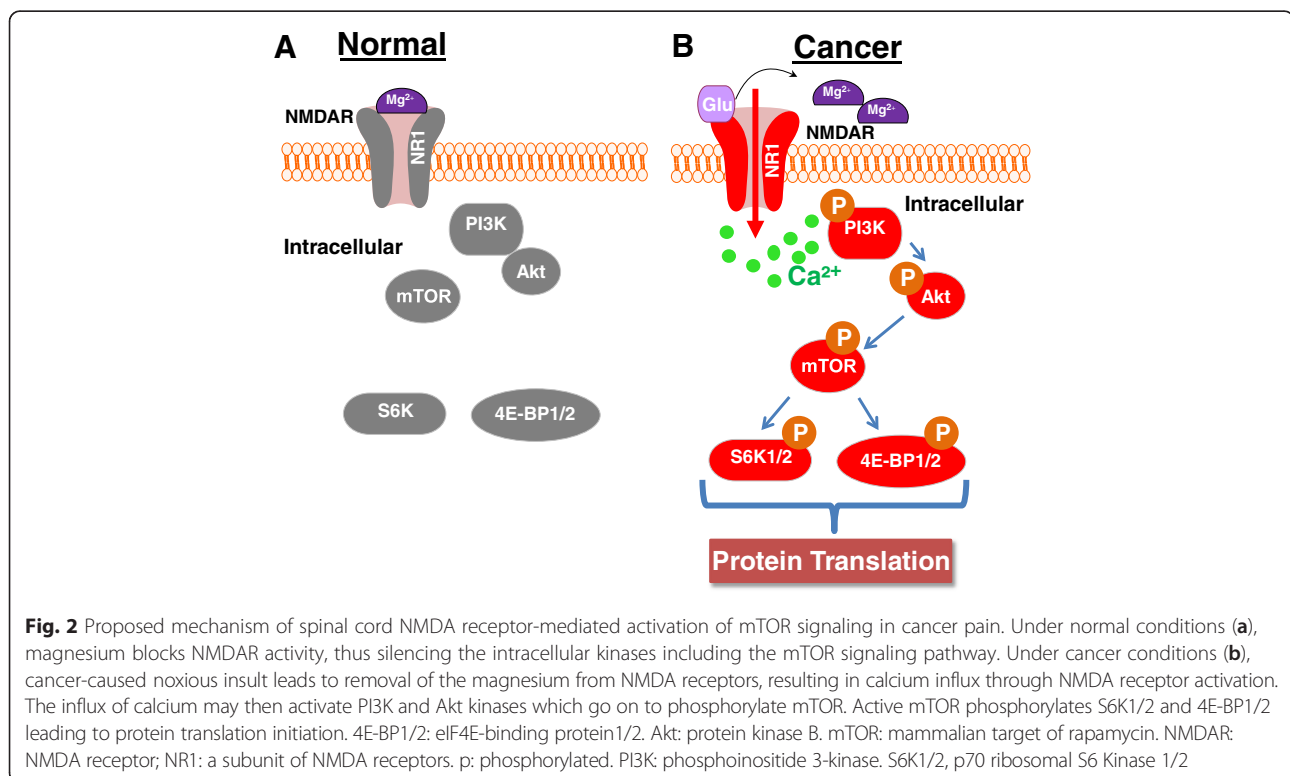 A Normal
Mg²⁺
NMDAR
NR1
PI3K
Intracellular
Akt
mTOR
S6K
4E-BP1/2
B Cancer
Glu
Mg²⁺
Mg²⁺
NMDAR
NR1
P
Intracellular
PI3K
Ca²⁺
P
Akt
P
mTOR
P
P
S6K1/2
4E-BP1/2
Protein Translation
Fig. 2 Proposed mechanism of spinal cord NMDA receptor-mediated activation of mTOR signaling in cancer pain. Under normal conditions (a),
magnesium blocks NMDAR activity, thus silencing the intracellular kinases including the mTOR signaling pathway. Under cancer conditions (b),
cancer-caused noxious insult leads to removal of the magnesium from NMDA receptors, resulting in calcium influx through NMDA receptor activation.
The influx of calcium may then activate PI3K and Akt kinases which go on to phosphorylate mTOR. Active mTOR phosphorylates S6K1/2 and 4E-BP1/2
leading to protein translation initiation. 4E-BP1/2: eIF4E-binding protein1/2. Akt: protein kinase B. mTOR: mammalian target of rapamycin. NMDAR:
NMDA receptor; NR1: a subunit of NMDA receptors. p: phosphorylated. PI3K: phosphoinositide 3-kinase. S6K1/2, p70 ribosomal S6 Kinase 1/2